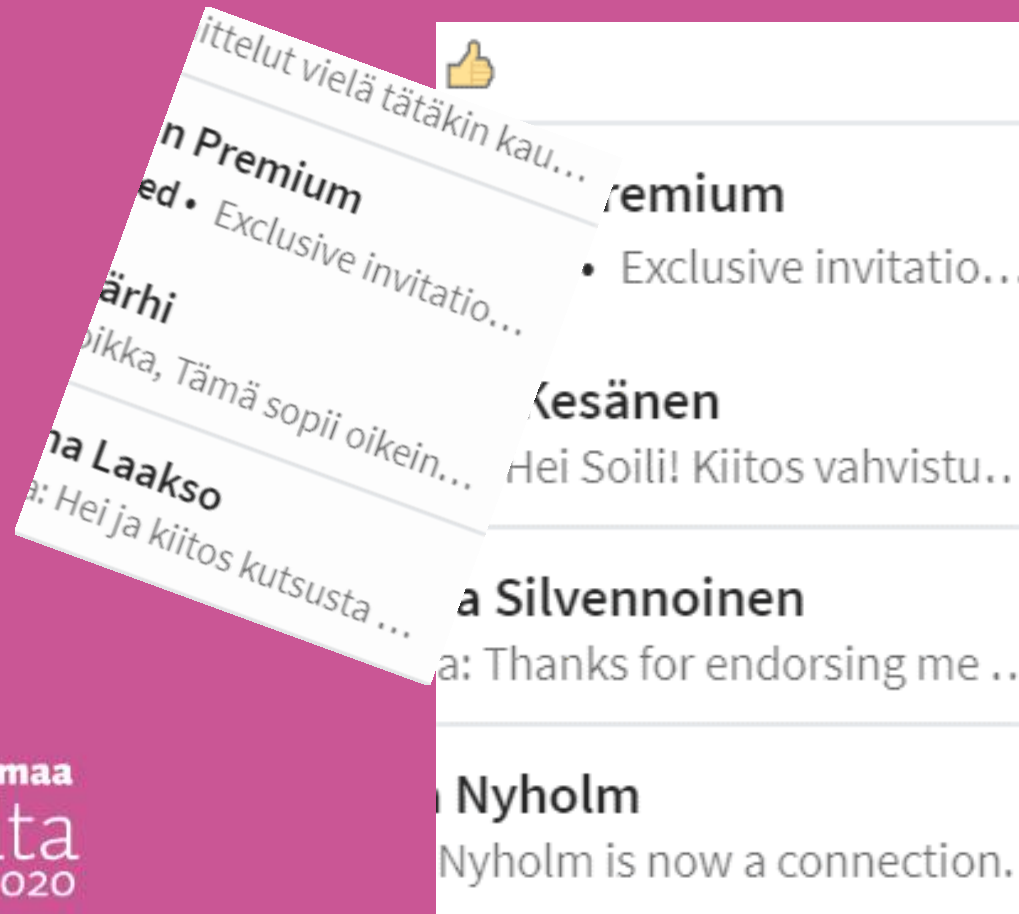 ittelut vielä tätäkin kau...
n Premium
ed • Exclusive invitatio...
ärhi
oikka, Tämä sopii oikein...
na Laakso
a: Hei ja kiitos kutsusta ...
remium
• Exclusive invitatio...
Kesänen
Hei Soili! Kiitos vahvistu..
a Silvennoinen
a: Thanks for endorsing me ..
Nyholm
Nyholm is now a connection.
maa
ta
2020